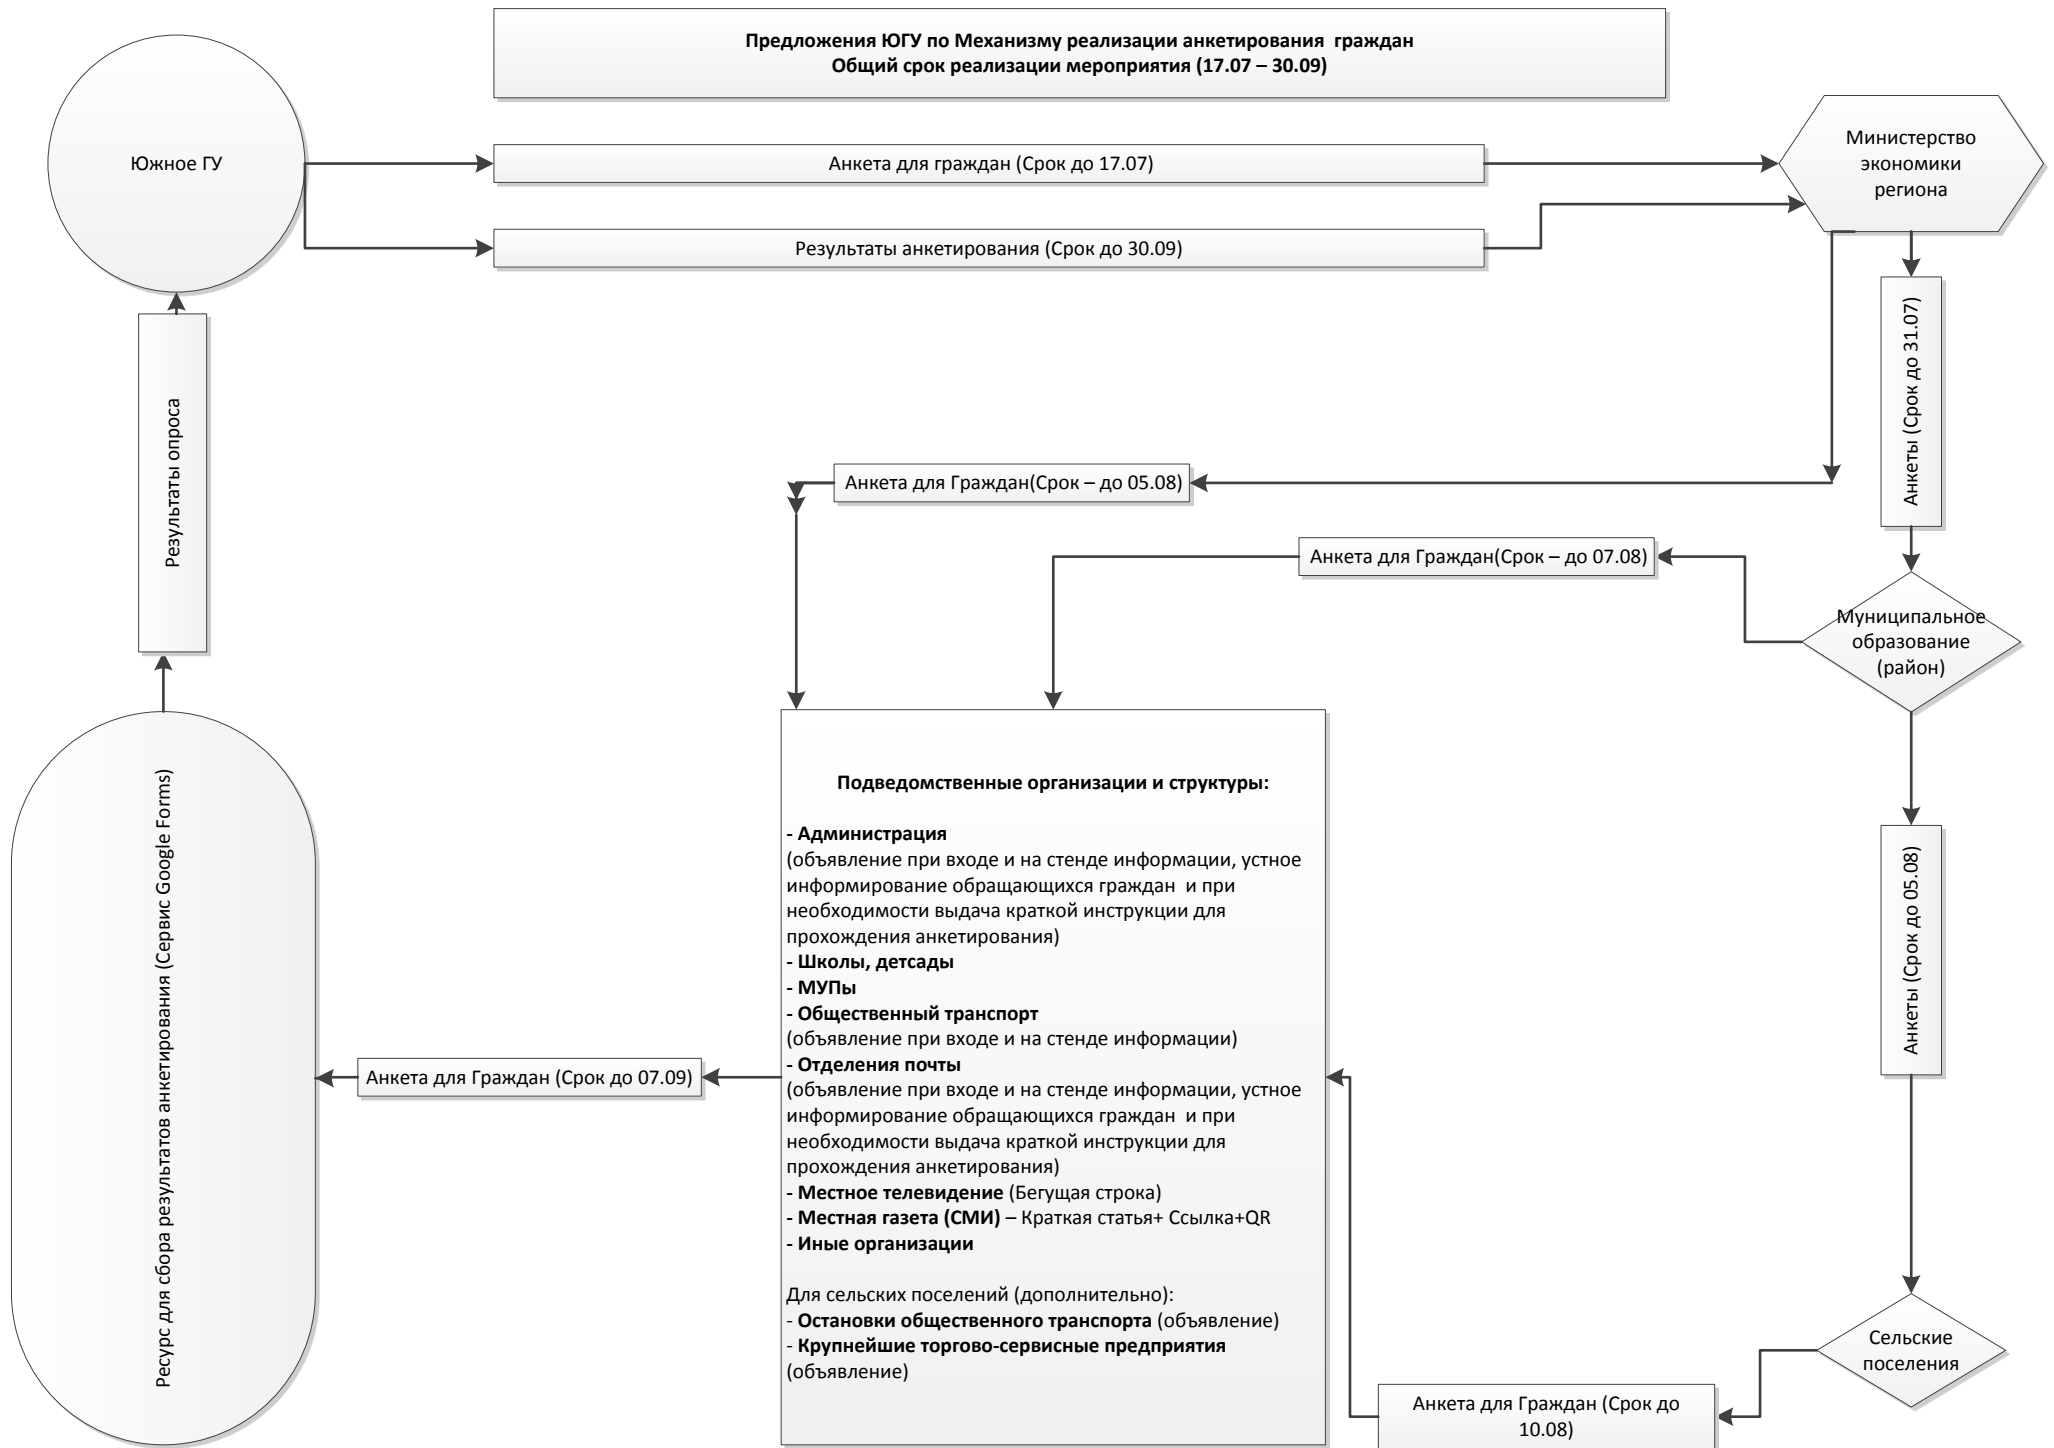 Предложения ЮГУ по Механизму реализации анкетирования  граждан
Общий срок реализации мероприятия (17.07 – 30.09)
Южное ГУ
Анкета для граждан (Срок до 17.07)
Министерство
экономики
региона
Результаты анкетирования (Срок до 30.09)
Анкеты (Срок до 31.07)
Результаты опроса
Анкета для Граждан(Срок – до 05.08)
Анкета для Граждан(Срок – до 07.08)
Муниципальное
образование
(район)
Ресурс для сбора результатов анкетирования (Сервис Google Forms)
Подведомственные организации и структуры:
- Администрация
(объявление при входе и на стенде информации, устное
информирование обращающихся граждан  и при
необходимости выдача краткой инструкции для
прохождения анкетирования)
- Школы, детсады
- МУПы
- Общественный транспорт
(объявление при входе и на стенде информации)
- Отделения почты
(объявление при входе и на стенде информации, устное
информирование обращающихся граждан  и при
необходимости выдача краткой инструкции для
прохождения анкетирования)
- Местное телевидение (Бегущая строка)
- Местная газета (СМИ) – Краткая статья+ Ссылка+QR
- Иные организации
Для сельских поселений (дополнительно):
- Остановки общественного транспорта (объявление)
- Крупнейшие торгово-сервисные предприятия
(объявление)
Анкеты (Срок до 05.08)
Анкета для Граждан (Срок до 07.09)
Сельские
поселения
Анкета для Граждан (Срок до
10.08)